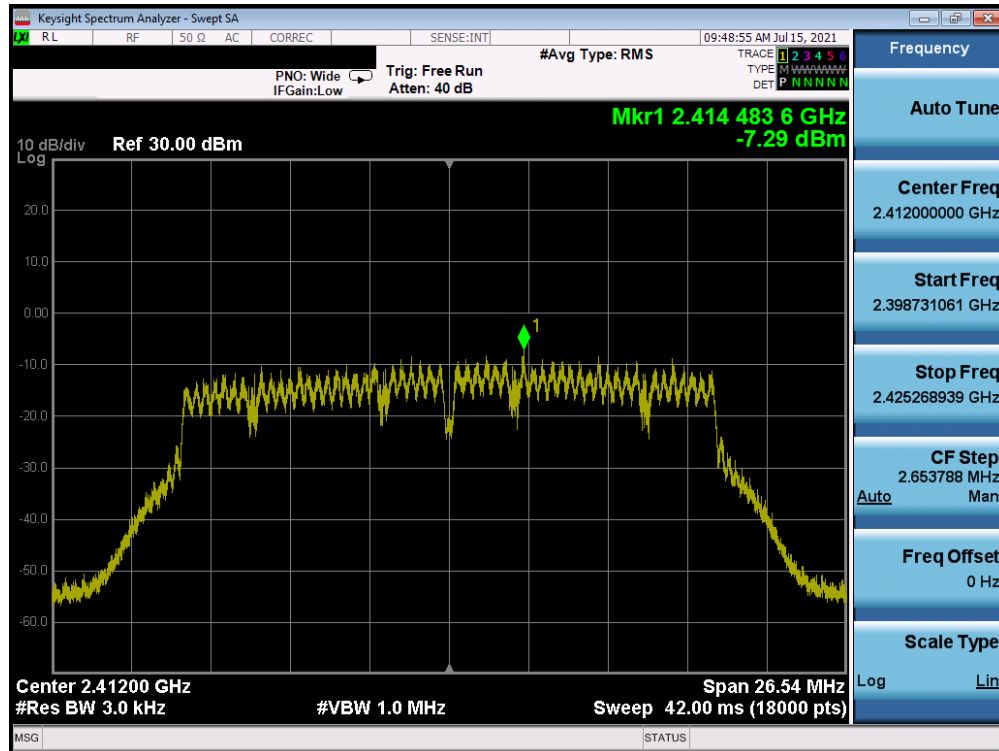 Keysight Spectrum Analyzer - Swept SA
LXI RL RF 50 Ω AC CORREC SENSE:INT 09:48:55 AM Jul 15, 2021
#Avg Type: RMS TRACE 1 2 3 4 5 6
PNO: Wide Trig: Free Run TYPE M WWWWW
IFGain:Low Atten: 40 dB DET P N N N N N
Mkr1 2.414 483 6 GHz
-7.29 dBm
10 dB/div Ref 30.00 dBm
Log
1
20.0
10.0
0.00
-10.0
-20.0
-30.0
-40.0
-50.0
-60.0
Center 2.41200 GHz Span 26.54 MHz
#Res BW 3.0 kHz #VBW 1.0 MHz Sweep 42.00 ms (18000 pts)
MSG STATUS
Frequency
Auto Tune
Center Freq
2.412000000 GHz
Start Freq
2.398731061 GHz
Stop Freq
2.425268939 GHz
CF Step
2.653788 MHz
Auto Man
Freq Offset
0 Hz
Scale Type
Log Lin